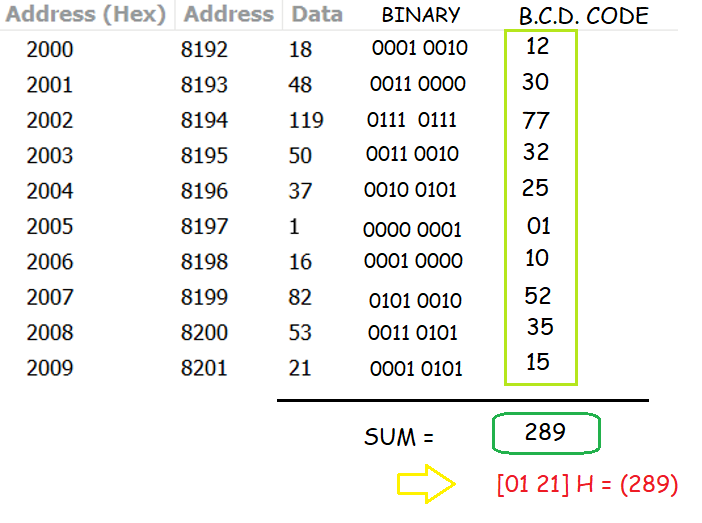 Address (Hex) Address Data BINARY B.C.D. CODE
2000 8192 18 0001 0010 12
2001 8193 48 0011 0000 30
2002 8194 119 0111 0111 77
2003 8195 50 0011 0010 32
2004 8196 37 0010 0101 25
2005 8197 1 0000 0001 01
2006 8198 16 0001 0000 10
2007 8199 82 0101 0010 52
2008 8200 53 0011 0101 35
2009 8201 21 0001 0101 15
SUM = 289
[01 21] H = (289)